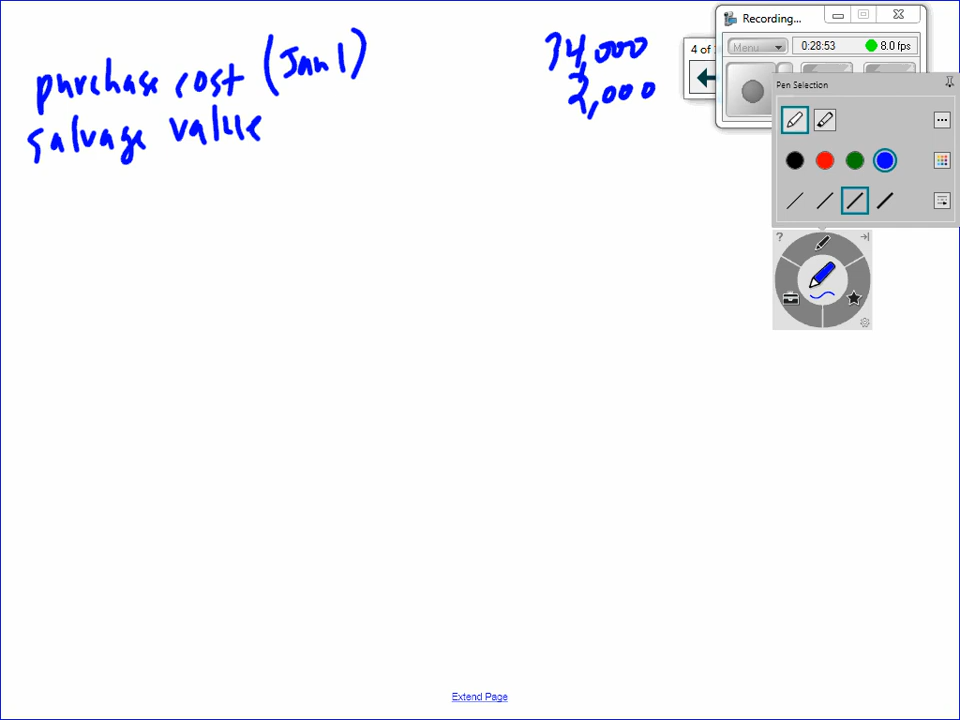 purchase cost (Jan 1) 34,000
salvage value 2,000
Recording...
Menu 0:28:53 8.0 fps
4 of
Pen Selection
?
Extend Page